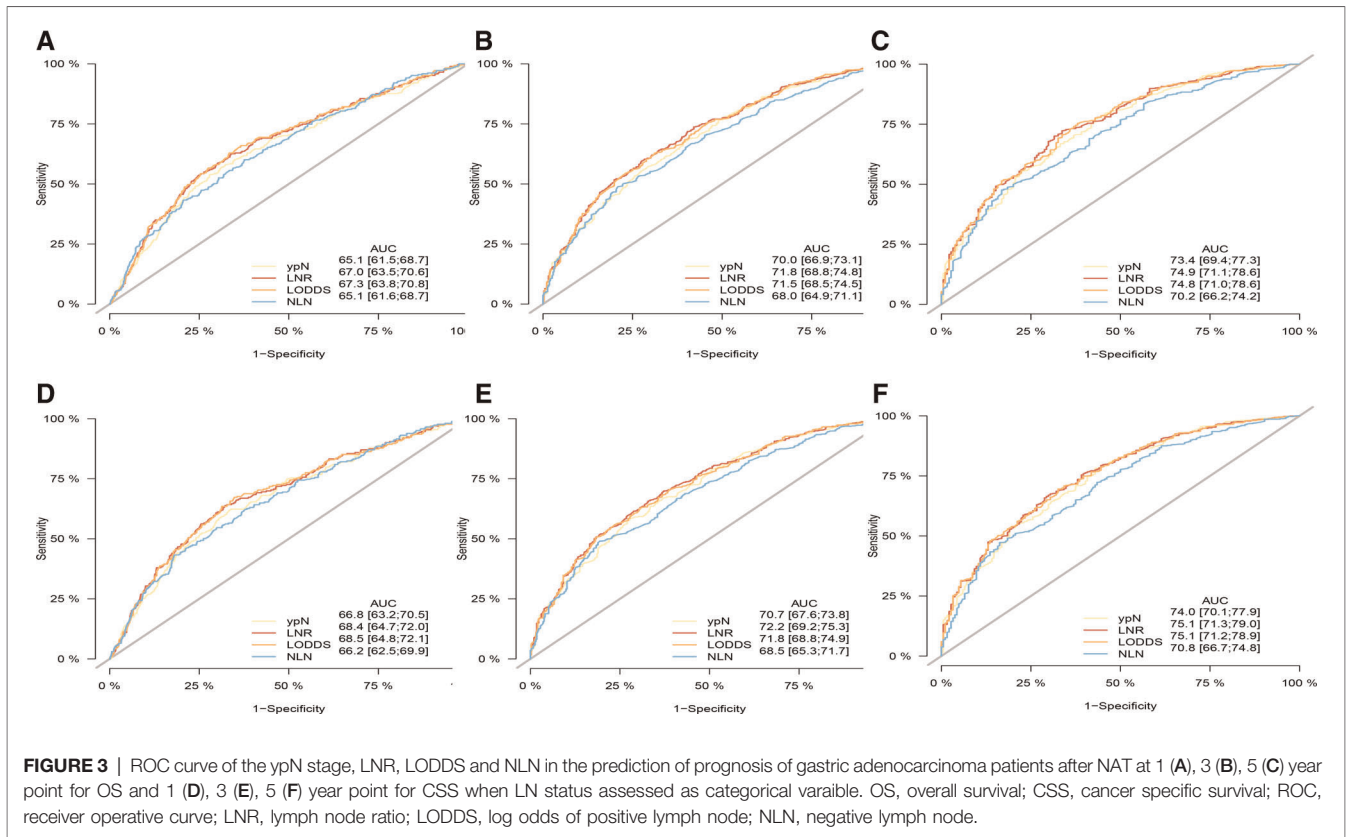 A
100 %
75 %
50 %
25 %
0 %
Sensitivity
AUC
ypN 65.1 [61.5;68.7]
LNR 67.0 [63.5;70.6]
LODDS 67.3 [63.8;70.8]
NLN 65.1 [61.6;68.7]
0 % 25 % 50 % 75 % 10
1−Specificity
B
100 %
75 %
50 %
25 %
0 %
Sensitivity
AUC
ypN 70.0 [66.9;73.1]
LNR 71.8 [68.8;74.8]
LODDS 71.5 [68.5;74.5]
NLN 68.0 [64.9;71.1]
0 % 25 % 50 % 75 %
1−Specificity
C
100 %
75 %
50 %
25 %
0 %
Sensitivity
AUC
ypN 73.4 [69.4;77.3]
LNR 74.9 [71.1;78.6]
LODDS 74.8 [71.0;78.6]
NLN 70.2 [66.2;74.2]
0 % 25 % 50 % 75 % 100 %
1−Specificity
D
100 %
75 %
50 %
25 %
0 %
Sensitivity
AUC
ypN 66.8 [63.2;70.5]
LNR 68.4 [64.7;72.0]
LODDS 68.5 [64.8;72.1]
NLN 66.2 [62.5;69.9]
0 % 25 % 50 % 75 %
1−Specificity
E
100 %
75 %
50 %
25 %
0 %
Sensitivity
AUC
ypN 70.7 [67.6;73.8]
LNR 72.2 [69.2;75.3]
LODDS 71.8 [68.8;74.9]
NLN 68.5 [65.3;71.7]
0 % 25 % 50 % 75 %
1−Specificity
F
100 %
75 %
50 %
25 %
0 %
Sensitivity
AUC
ypN 74.0 [70.1;77.9]
LNR 75.1 [71.3;79.0]
LODDS 75.1 [71.2;78.9]
NLN 70.8 [66.7;74.8]
0 % 25 % 50 % 75 % 100 %
1−Specificity
FIGURE 3 | ROC curve of the ypN stage, LNR, LODDS and NLN in the prediction of prognosis of gastric adenocarcinoma patients after NAT at 1 (A), 3 (B), 5 (C) year
point for OS and 1 (D), 3 (E), 5 (F) year point for CSS when LN status assessed as categorical varaible. OS, overall survival; CSS, cancer specific survival; ROC,
receiver operative curve; LNR, lymph node ratio; LODDS, log odds of positive lymph node; NLN, negative lymph node.